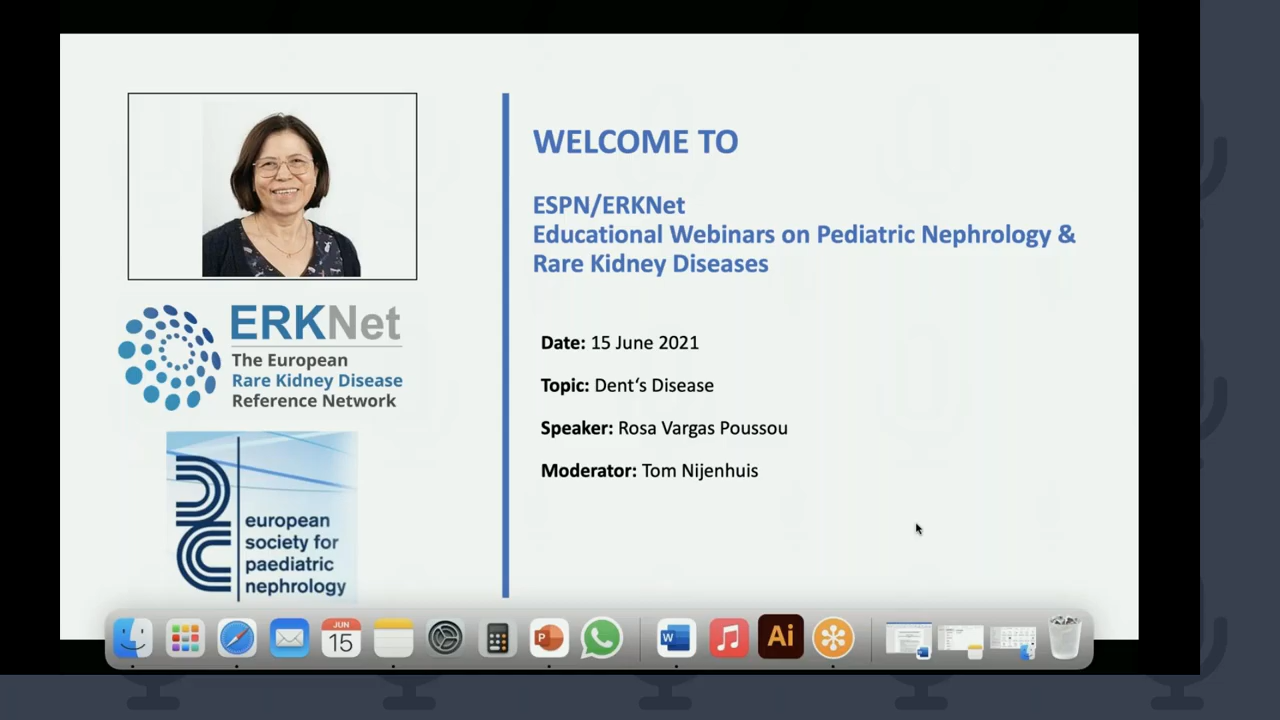 WELCOME TO
ESPN/ERKNet
Educational Webinars on Pediatric Nephrology &
Rare Kidney Diseases
Date: 15 June 2021
Topic: Dent‘s Disease
Speaker: Rosa Vargas Poussou
Moderator: Tom Nijenhuis
ERKNet
The European
Rare Kidney Disease
Reference Network
european
society for
paediatric
nephrology
JUN
15
P
W
Ai